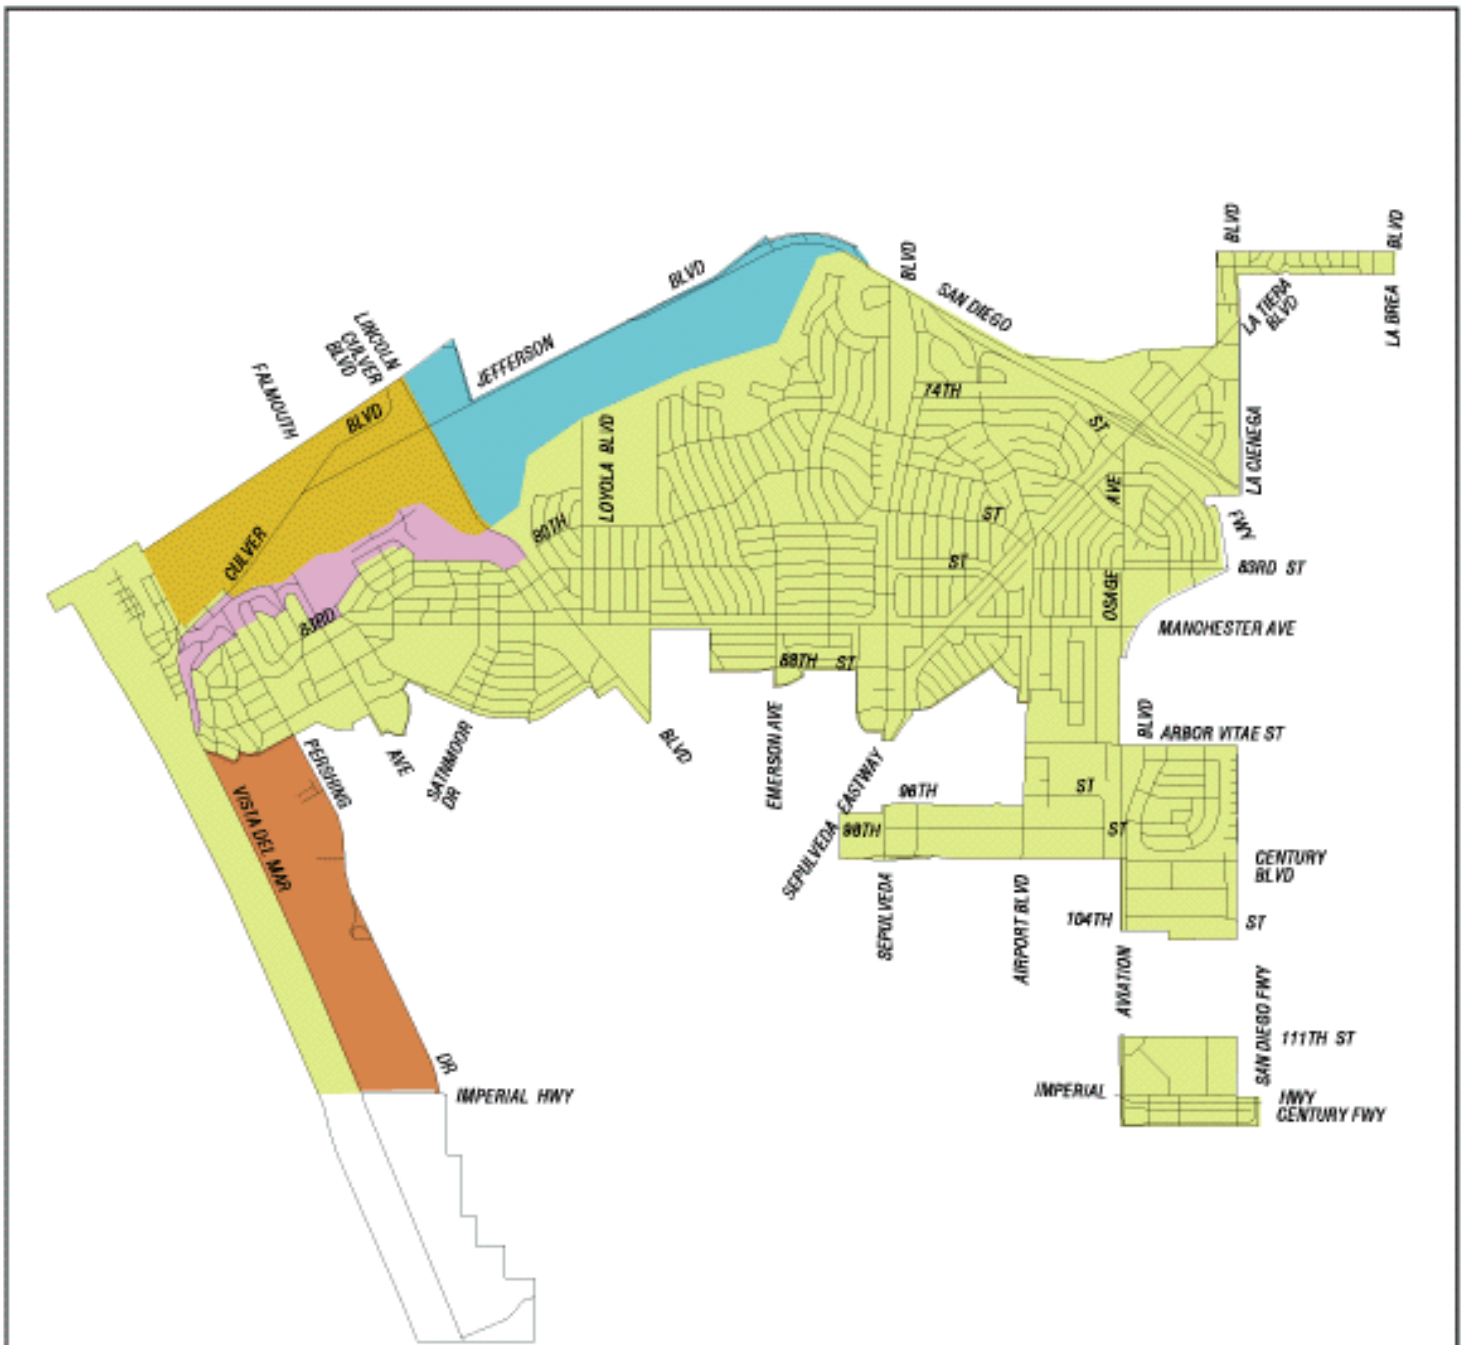 BLVD
BLVD
BLVD
BLVD
SAN DIEGO
LA TIERA
BLVD
LA BREA
LINCOLN
CULVER
BLVD
JEFFERSON
FALMOUTH
BLVD
74TH
ST
LOYOLA BLVD
LA CIENEGA
AVE
ST
FWY
80TH
CULVER
ST
83RD ST
OSAGE
83RD
MANCHESTER AVE
88TH ST
BLVD
ARBOR VITAE ST
PERSHING
AVE
SATNMOOR
DR
BLVD
EMERSON AVE
SEPULVEDA EASTWAY
96TH
ST
VISTA DEL MAR
98TH
ST
CENTURY
BLVD
SEPULVEDA
AIRPORT BLVD
104TH
ST
AVIATION
SAN DIEGO FWY
111TH ST
DR
IMPERIAL HWY
IMPERIAL
HWY
CENTURY FWY